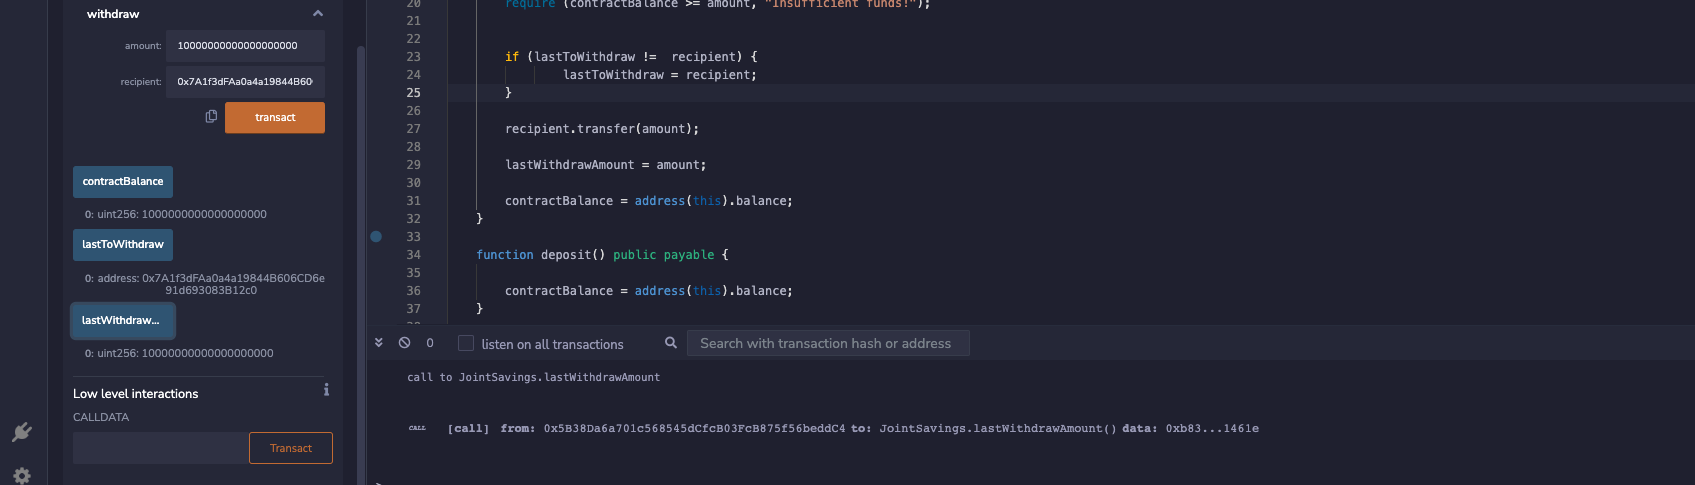 withdraw
amount: 10000000000000000000
recipient: 0x7A1f3dFAa0a4a19844B60
transact
contractBalance
0: uint256: 1000000000000000000
lastToWithdraw
0: address: 0x7A1f3dFAa0a4a19844B606CD6e
91d693083B12c0
lastWithdraw...
0: uint256: 10000000000000000000
Low level interactions
CALLDATA
Transact
20 require (contractBalance >= amount, "Insufficient funds!");
21
22
23 if (lastToWithdraw != recipient) {
24 lastToWithdraw = recipient;
25 }
26
27 recipient.transfer(amount);
28
29 lastWithdrawAmount = amount;
30
31 contractBalance = address(this).balance;
32 }
33
34 function deposit() public payable {
35
36 contractBalance = address(this).balance;
37 }
0 listen on all transactions Search with transaction hash or address
call to JointSavings.lastWithdrawAmount
CALL [call] from: 0x5B38Da6a701c568545dCfcB03FcB875f56beddC4 to: JointSavings.lastWithdrawAmount() data: 0xb83...1461e